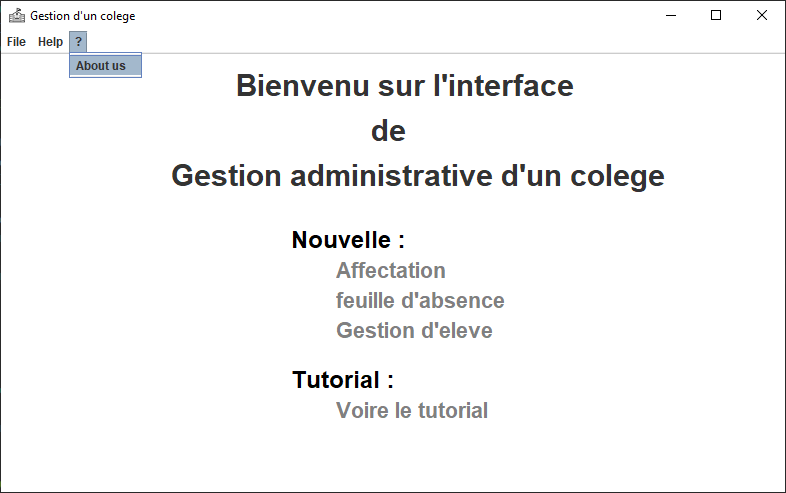 Gestion d'un colege
File Help ?
About us
Bienvenu sur l'interface
de
Gestion administrative d'un colege
Nouvelle :
Affectation
feuille d'absence
Gestion d'eleve
Tutorial :
Voire le tutorial